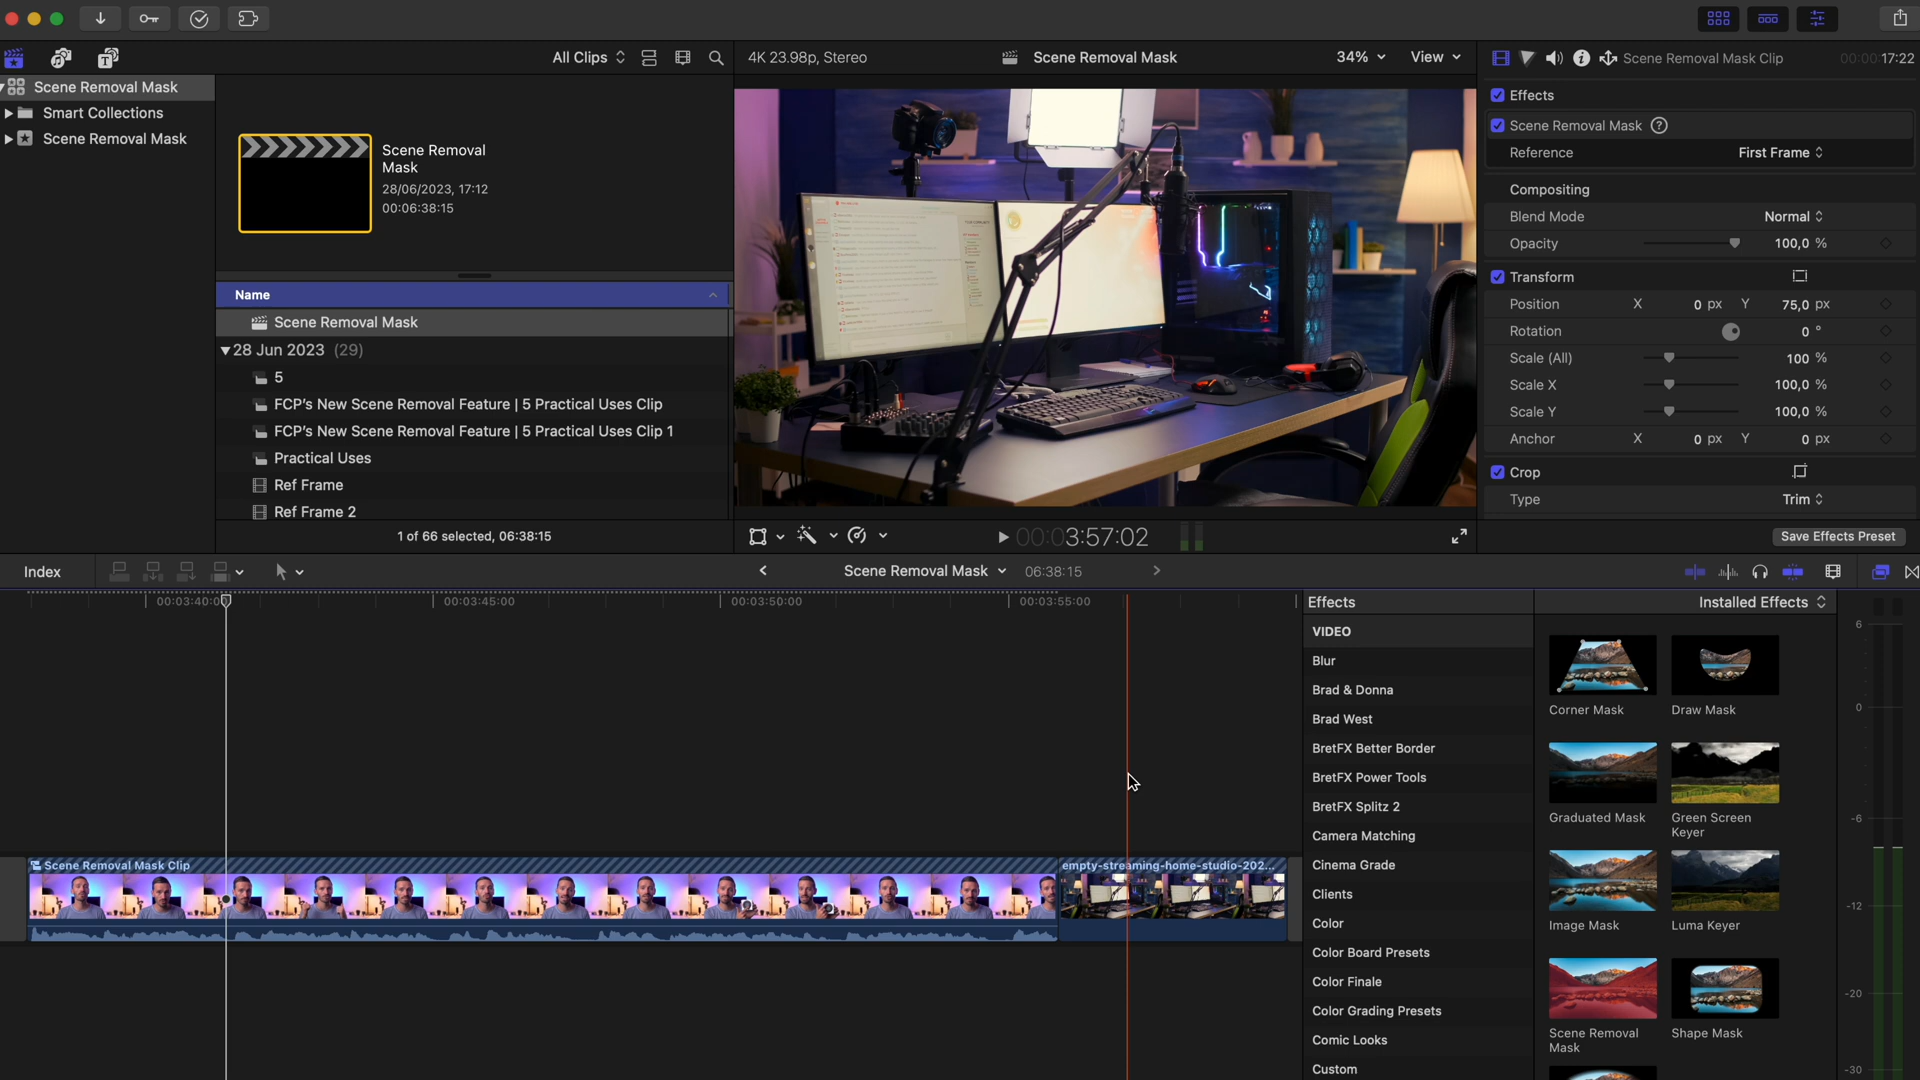 All Clips
4K 23.98p, Stereo
Scene Removal Mask
34%
View
Scene Removal Mask Clip
00:00:17:22
Scene Removal Mask
Smart Collections
Scene Removal Mask
Scene Removal
Mask
28/06/2023, 17:12
00:06:38:15
Name
Scene Removal Mask
28 Jun 2023 (29)
5
FCP's New Scene Removal Feature | 5 Practical Uses Clip
FCP's New Scene Removal Feature | 5 Practical Uses Clip 1
Practical Uses
Ref Frame
Ref Frame 2
1 of 66 selected, 06:38:15
00:03:57:02
Effects
Scene Removal Mask ?
Reference First Frame
Compositing
Blend Mode Normal
Opacity 100,0 %
Transform
Position X 0 px Y 75,0 px
Rotation 0 °
Scale (All) 100 %
Scale X 100,0 %
Scale Y 100,0 %
Anchor X 0 px Y 0 px
Crop
Type Trim
Save Effects Preset
Index
Scene Removal Mask
06:38:15
00:03:40:0
00:03:45:00
00:03:50:00
00:03:55:00
Scene Removal Mask Clip
empty-streaming-home-studio-202...
Effects
Installed Effects
VIDEO
Blur
Brad & Donna
Brad West
BretFX Better Border
BretFX Power Tools
BretFX Splitz 2
Camera Matching
Cinema Grade
Clients
Color
Color Board Presets
Color Finale
Color Grading Presets
Comic Looks
Custom
Corner Mask
Draw Mask
Graduated Mask
Green Screen
Keyer
Image Mask
Luma Keyer
Scene Removal
Mask
Shape Mask
6
0
-6
-12
-20
-30